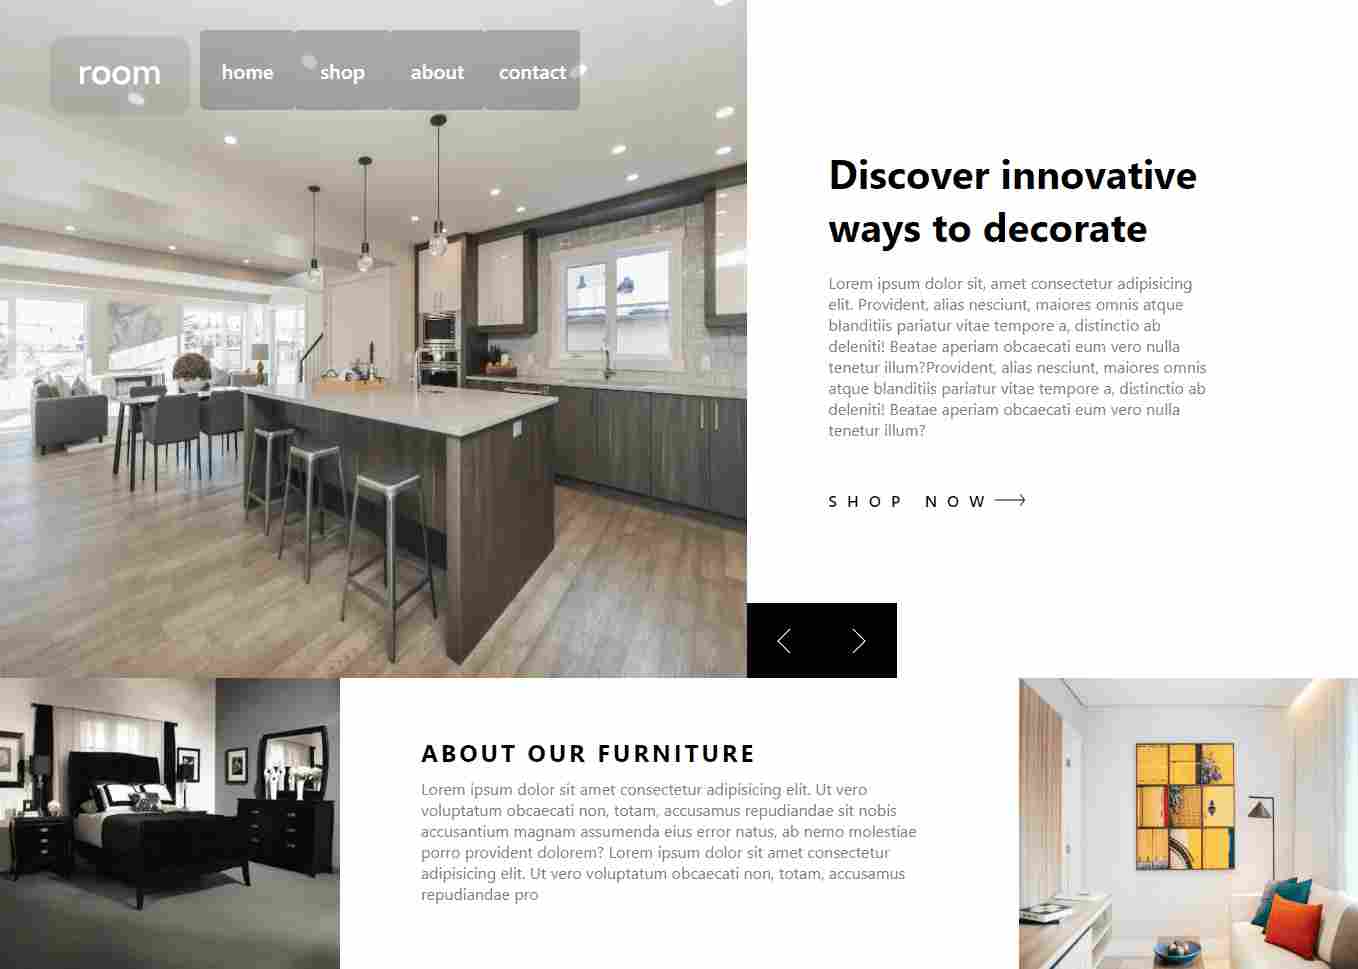 room
home shop about contact
Discover innovative
ways to decorate
Lorem ipsum dolor sit, amet consectetur adipisicing
elit. Provident, alias nesciunt, maiores omnis atque
blanditiis pariatur vitae tempore a, distinctio ab
deleniti! Beatae aperiam obcaecati eum vero nulla
tenetur illum?Provident, alias nesciunt, maiores omnis
atque blanditiis pariatur vitae tempore a, distinctio ab
deleniti! Beatae aperiam obcaecati eum vero nulla
tenetur illum?
SHOP NOW
ABOUT OUR FURNITURE
Lorem ipsum dolor sit amet consectetur adipisicing elit. Ut vero
voluptatum obcaecati non, totam, accusamus repudiandae sit nobis
accusantium magnam assumenda eius error natus, ab nemo molestiae
porro provident dolorem? Lorem ipsum dolor sit amet consectetur
adipisicing elit. Ut vero voluptatum obcaecati non, totam, accusamus
repudiandae pro